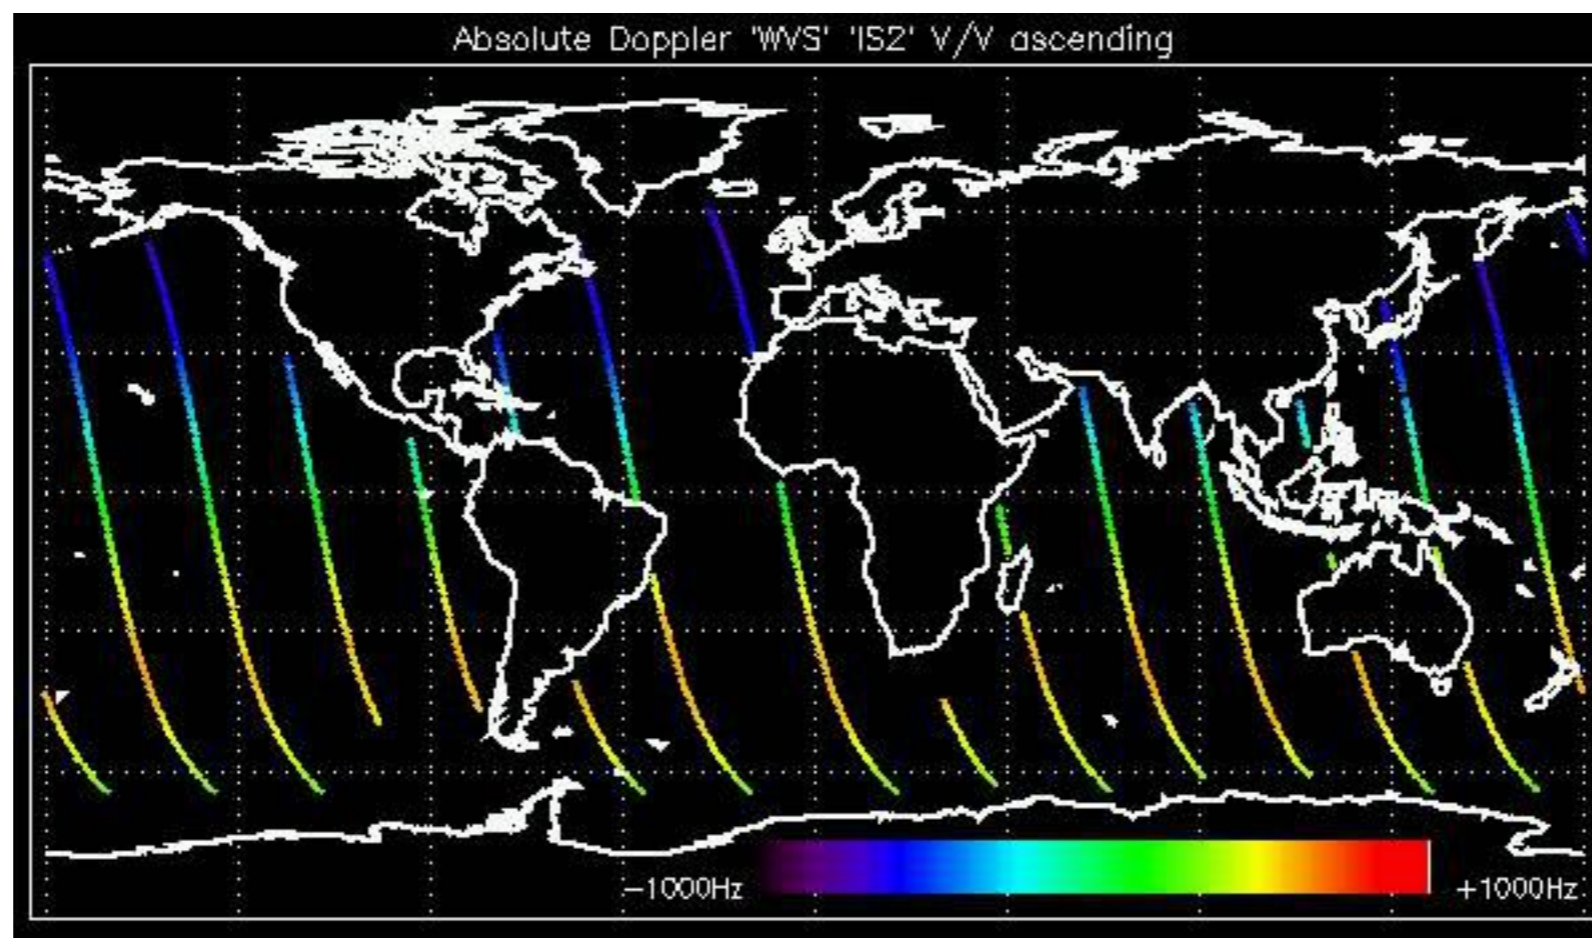 Absolute Doppler 'WVS' 'IS2' V/V ascending
−1000Hz +1000Hz